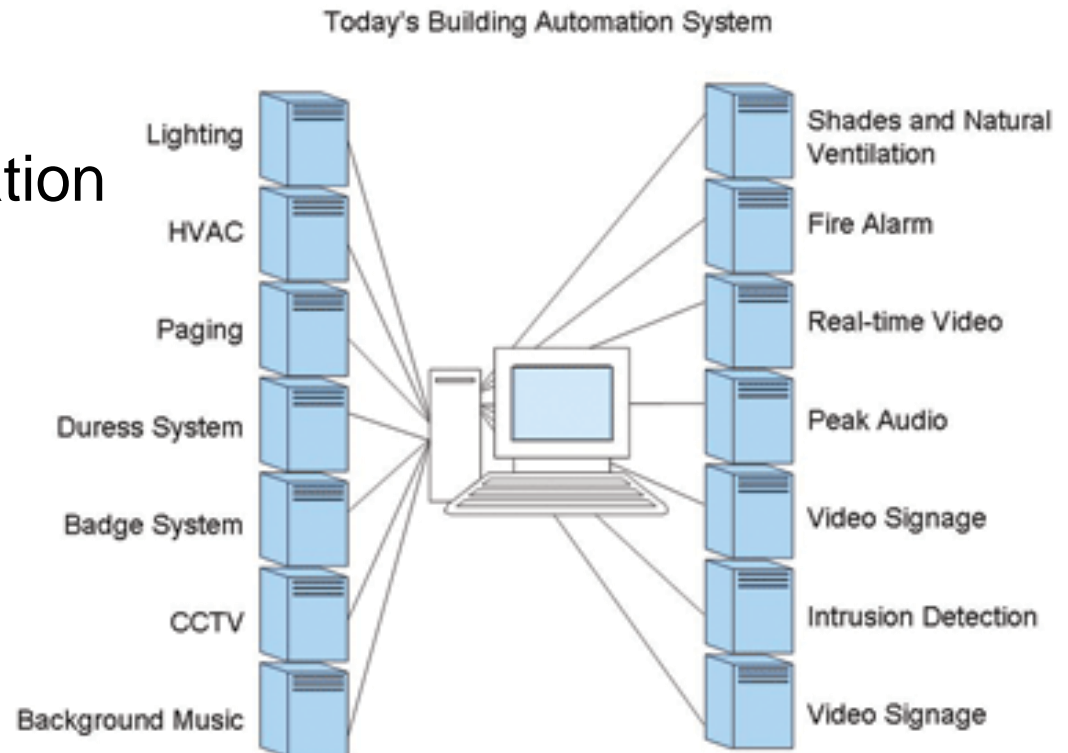 Today's Building Automation System
tion
Lighting
HVAC
Paging
Duress System
Badge System
CCTV
Background Music
Shades and Natural
Ventilation
Fire Alarm
Real-time Video
Peak Audio
Video Signage
Intrusion Detection
Video Signage